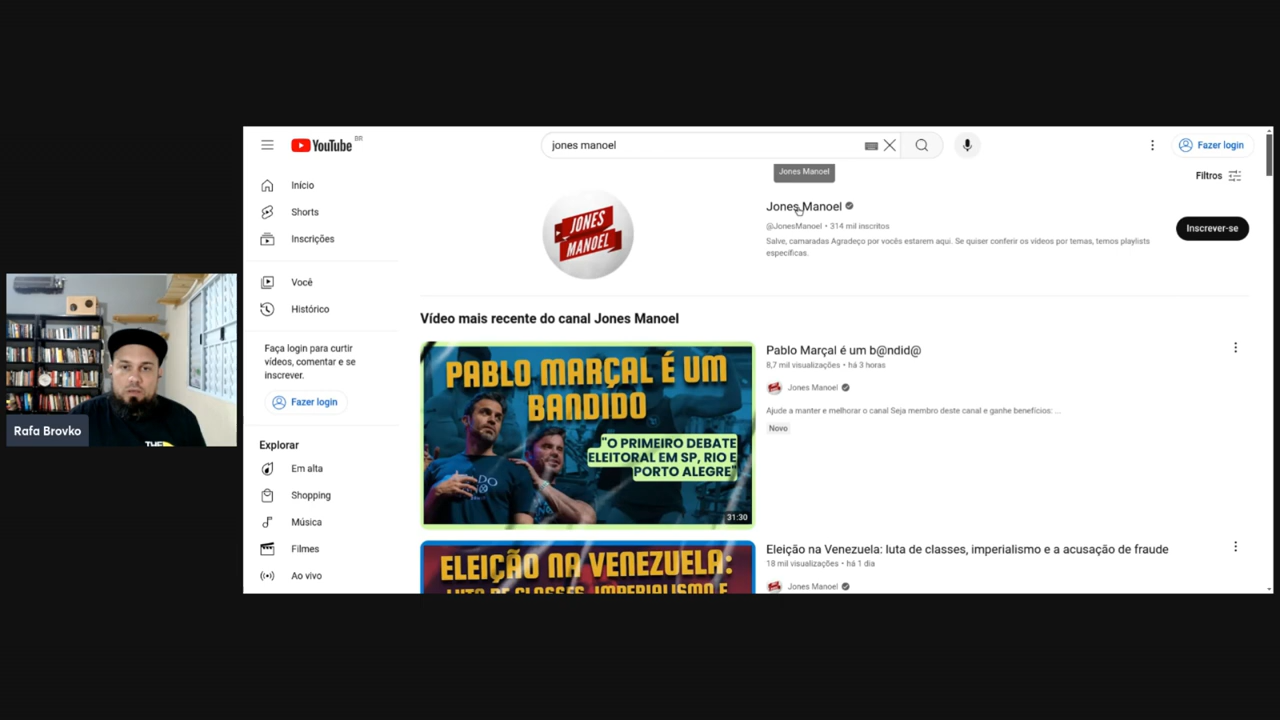 YouTube BR
jones manoel
Fazer login
Jones Manoel
Filtros
Início
Shorts
Inscrições
Você
Histórico
Faça login para curtir
vídeos, comentar e se
inscrever.
Fazer login
Explorar
Em alta
Shopping
Música
Filmes
Ao vivo
JONES
MANOEL
Jones Manoel
@JonesManoel • 314 mil inscritos
Salve, camaradas Agradeço por vocês estarem aqui. Se quiser conferir os vídeos por temas, temos playlists
específicas.
Inscrever-se
Vídeo mais recente do canal Jones Manoel
PABLO MARÇAL É UM
BANDIDO
"O PRIMEIRO DEBATE
ELEITORAL EM SP, RIO E
PORTO ALEGRE"
31:30
Pablo Marçal é um b@ndid@
8,7 mil visualizações • há 3 horas
Jones Manoel
Ajude a manter e melhorar o canal Seja membro deste canal e ganhe benefícios: ...
Novo
ELEIÇÃO NA VENEZUELA:
LUTA DE CLASSES, IMPERIALISMO E
Eleição na Venezuela: luta de classes, imperialismo e a acusação de fraude
18 mil visualizações • há 1 dia
Jones Manoel
Rafa Brovko
THE